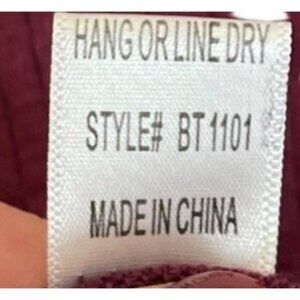 HANG OR LINE DRY
STYLE# BT 1101
MADE IN CHINA